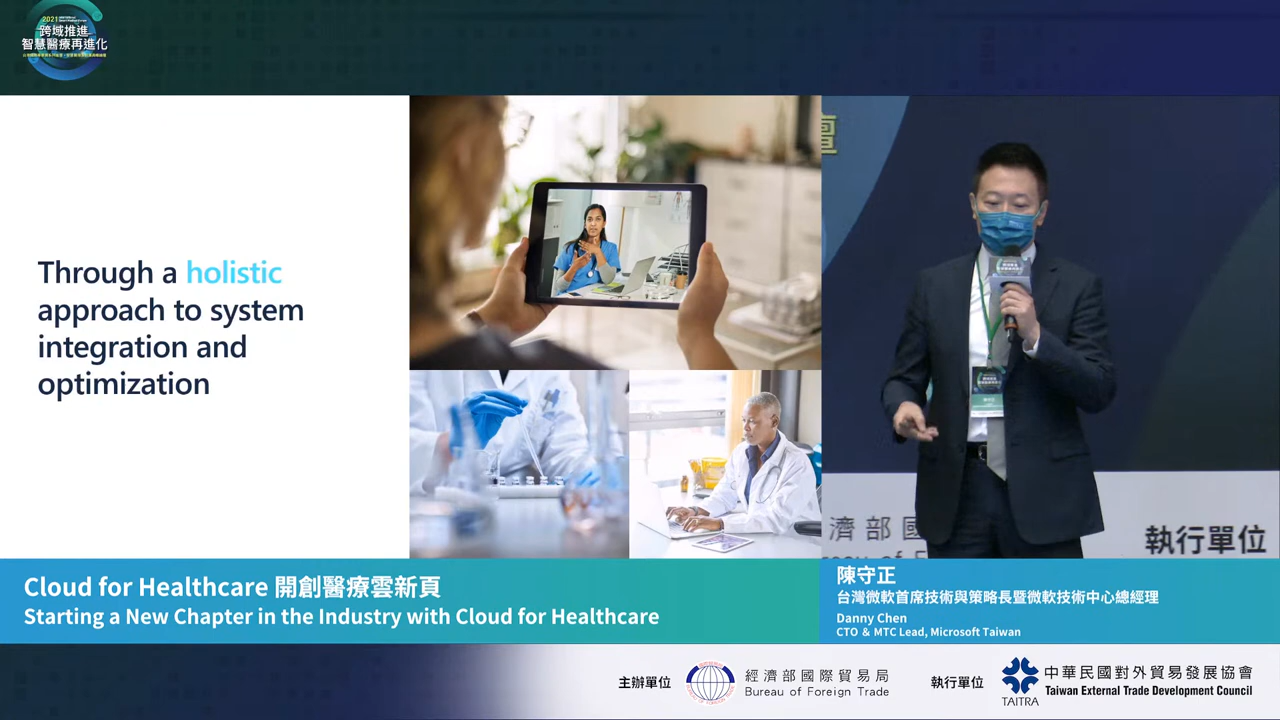 2021
跨域推進
智慧醫療再進化
Through a holistic
approach to system
integration and
optimization
壇
濟部國
執行單位
Cloud for Healthcare 開創醫療雲新頁
Starting a New Chapter in the Industry with Cloud for Healthcare
陳守正
台灣微軟首席技術與策略長暨微軟技術中心總經理
Danny Chen
CTO & MTC Lead, Microsoft Taiwan
主辦單位
經濟部國際貿易局
Bureau of Foreign Trade
執行單位
TAITRA
中華民國對外貿易發展協會
Taiwan External Trade Development Council